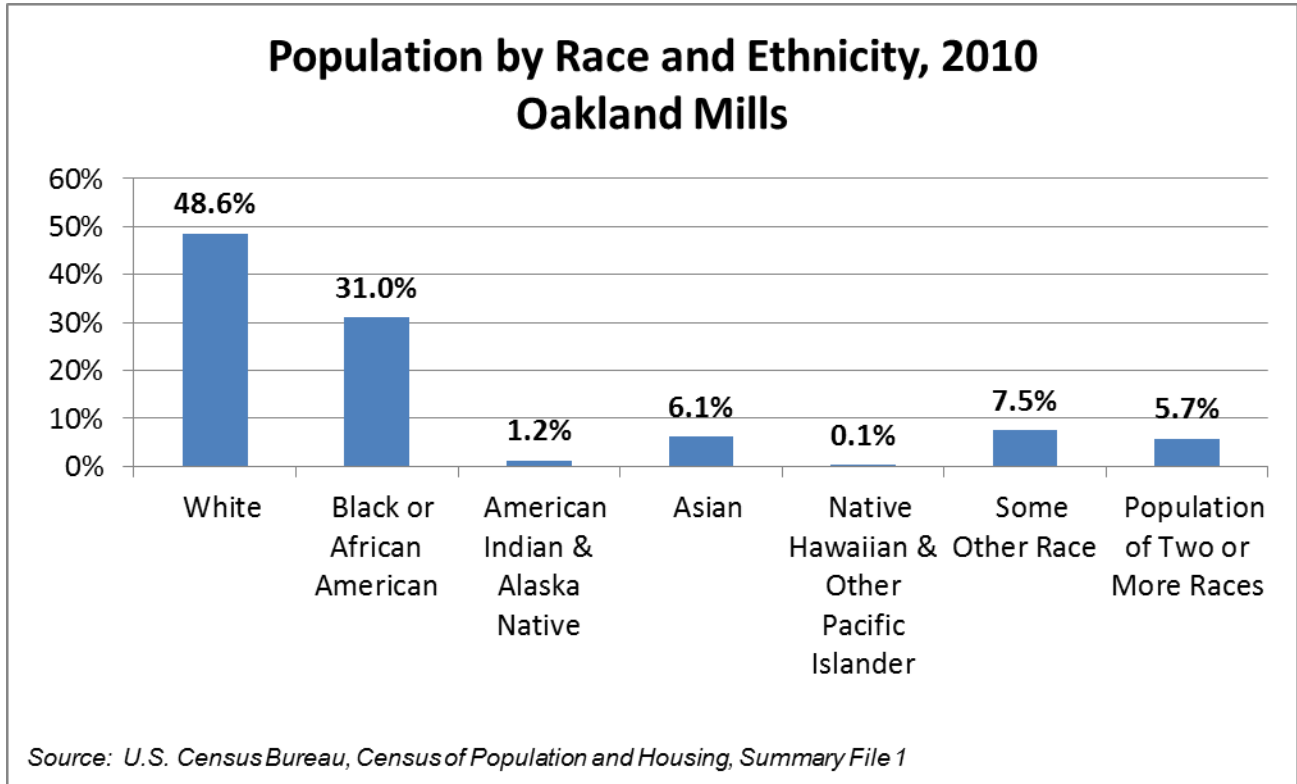 Population by Race and Ethnicity, 2010
Oakland Mills
60%
50%
40%
30%
20%
10%
0%
48.6%
31.0%
1.2%
6.1%
0.1%
7.5%
5.7%
White
Black or
African
American
American
Indian &
Alaska
Native
Asian
Native
Hawaiian &
Other
Pacific
Islander
Some
Other Race
Population
of Two or
More Races
Source: U.S. Census Bureau, Census of Population and Housing, Summary File 1